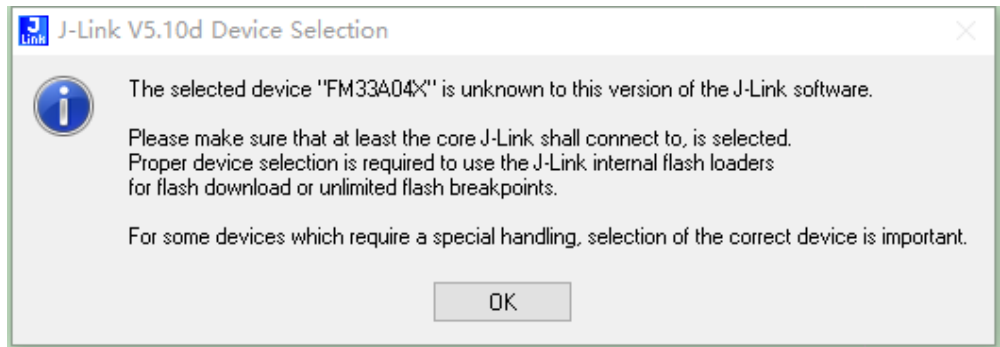 J Link J-Link V5.10d Device Selection
The selected device "FM33A04X" is unknown to this version of the J-Link software.
Please make sure that at least the core J-Link shall connect to, is selected.
Proper device selection is required to use the J-Link internal flash loaders
for flash download or unlimited flash breakpoints.
For some devices which require a special handling, selection of the correct device is important.
OK